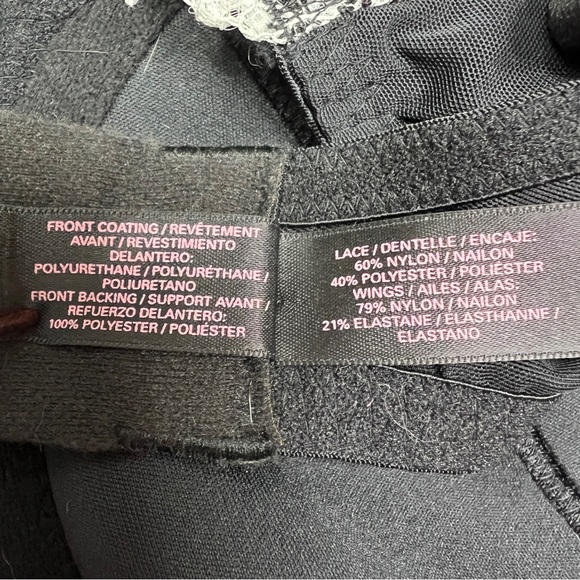 FRONT COATING / REVÊTEMENT
AVANT / REVESTIMIENTO
DELANTERO:
POLYURETHANE / POLYURÉTHANE /
POLIURETANO
FRONT BACKING / SUPPORT AVANT /
REFUERZO DELANTERO:
100% POLYESTER / POLIÉSTER
LACE / DENTELLE / ENCAJE:
60% NYLON / NAILON
40% POLYESTER / POLIÉSTER
WINGS / AILES / ALAS:
79% NYLON / NAILON
21% ELASTANE / ELASTHANNE /
ELASTANO